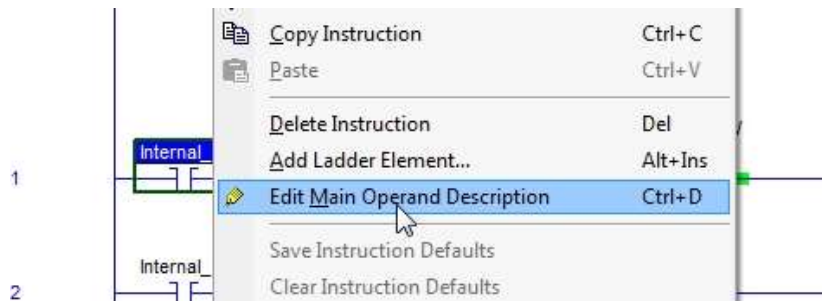 Copy Instruction Ctrl+C
Paste Ctrl+V
Delete Instruction Del
Internal_
Add Ladder Element... Alt+Ins
1
Edit Main Operand Description Ctrl+D
Save Instruction Defaults
Internal_
Clear Instruction Defaults
2